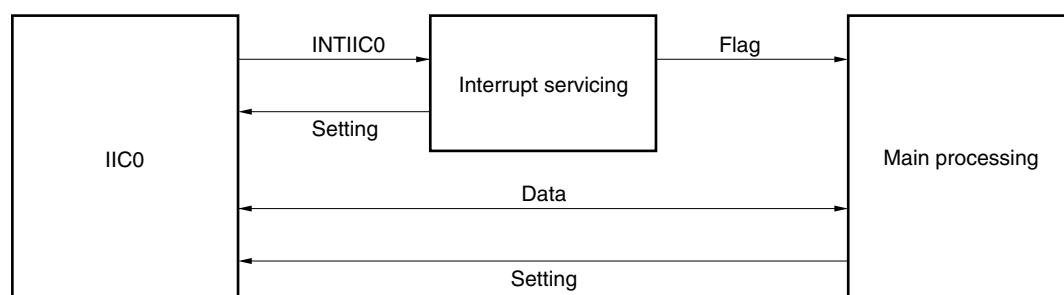 INTIIC0
Flag
Interrupt servicing
Setting
IIC0
Main processing
Data
Setting